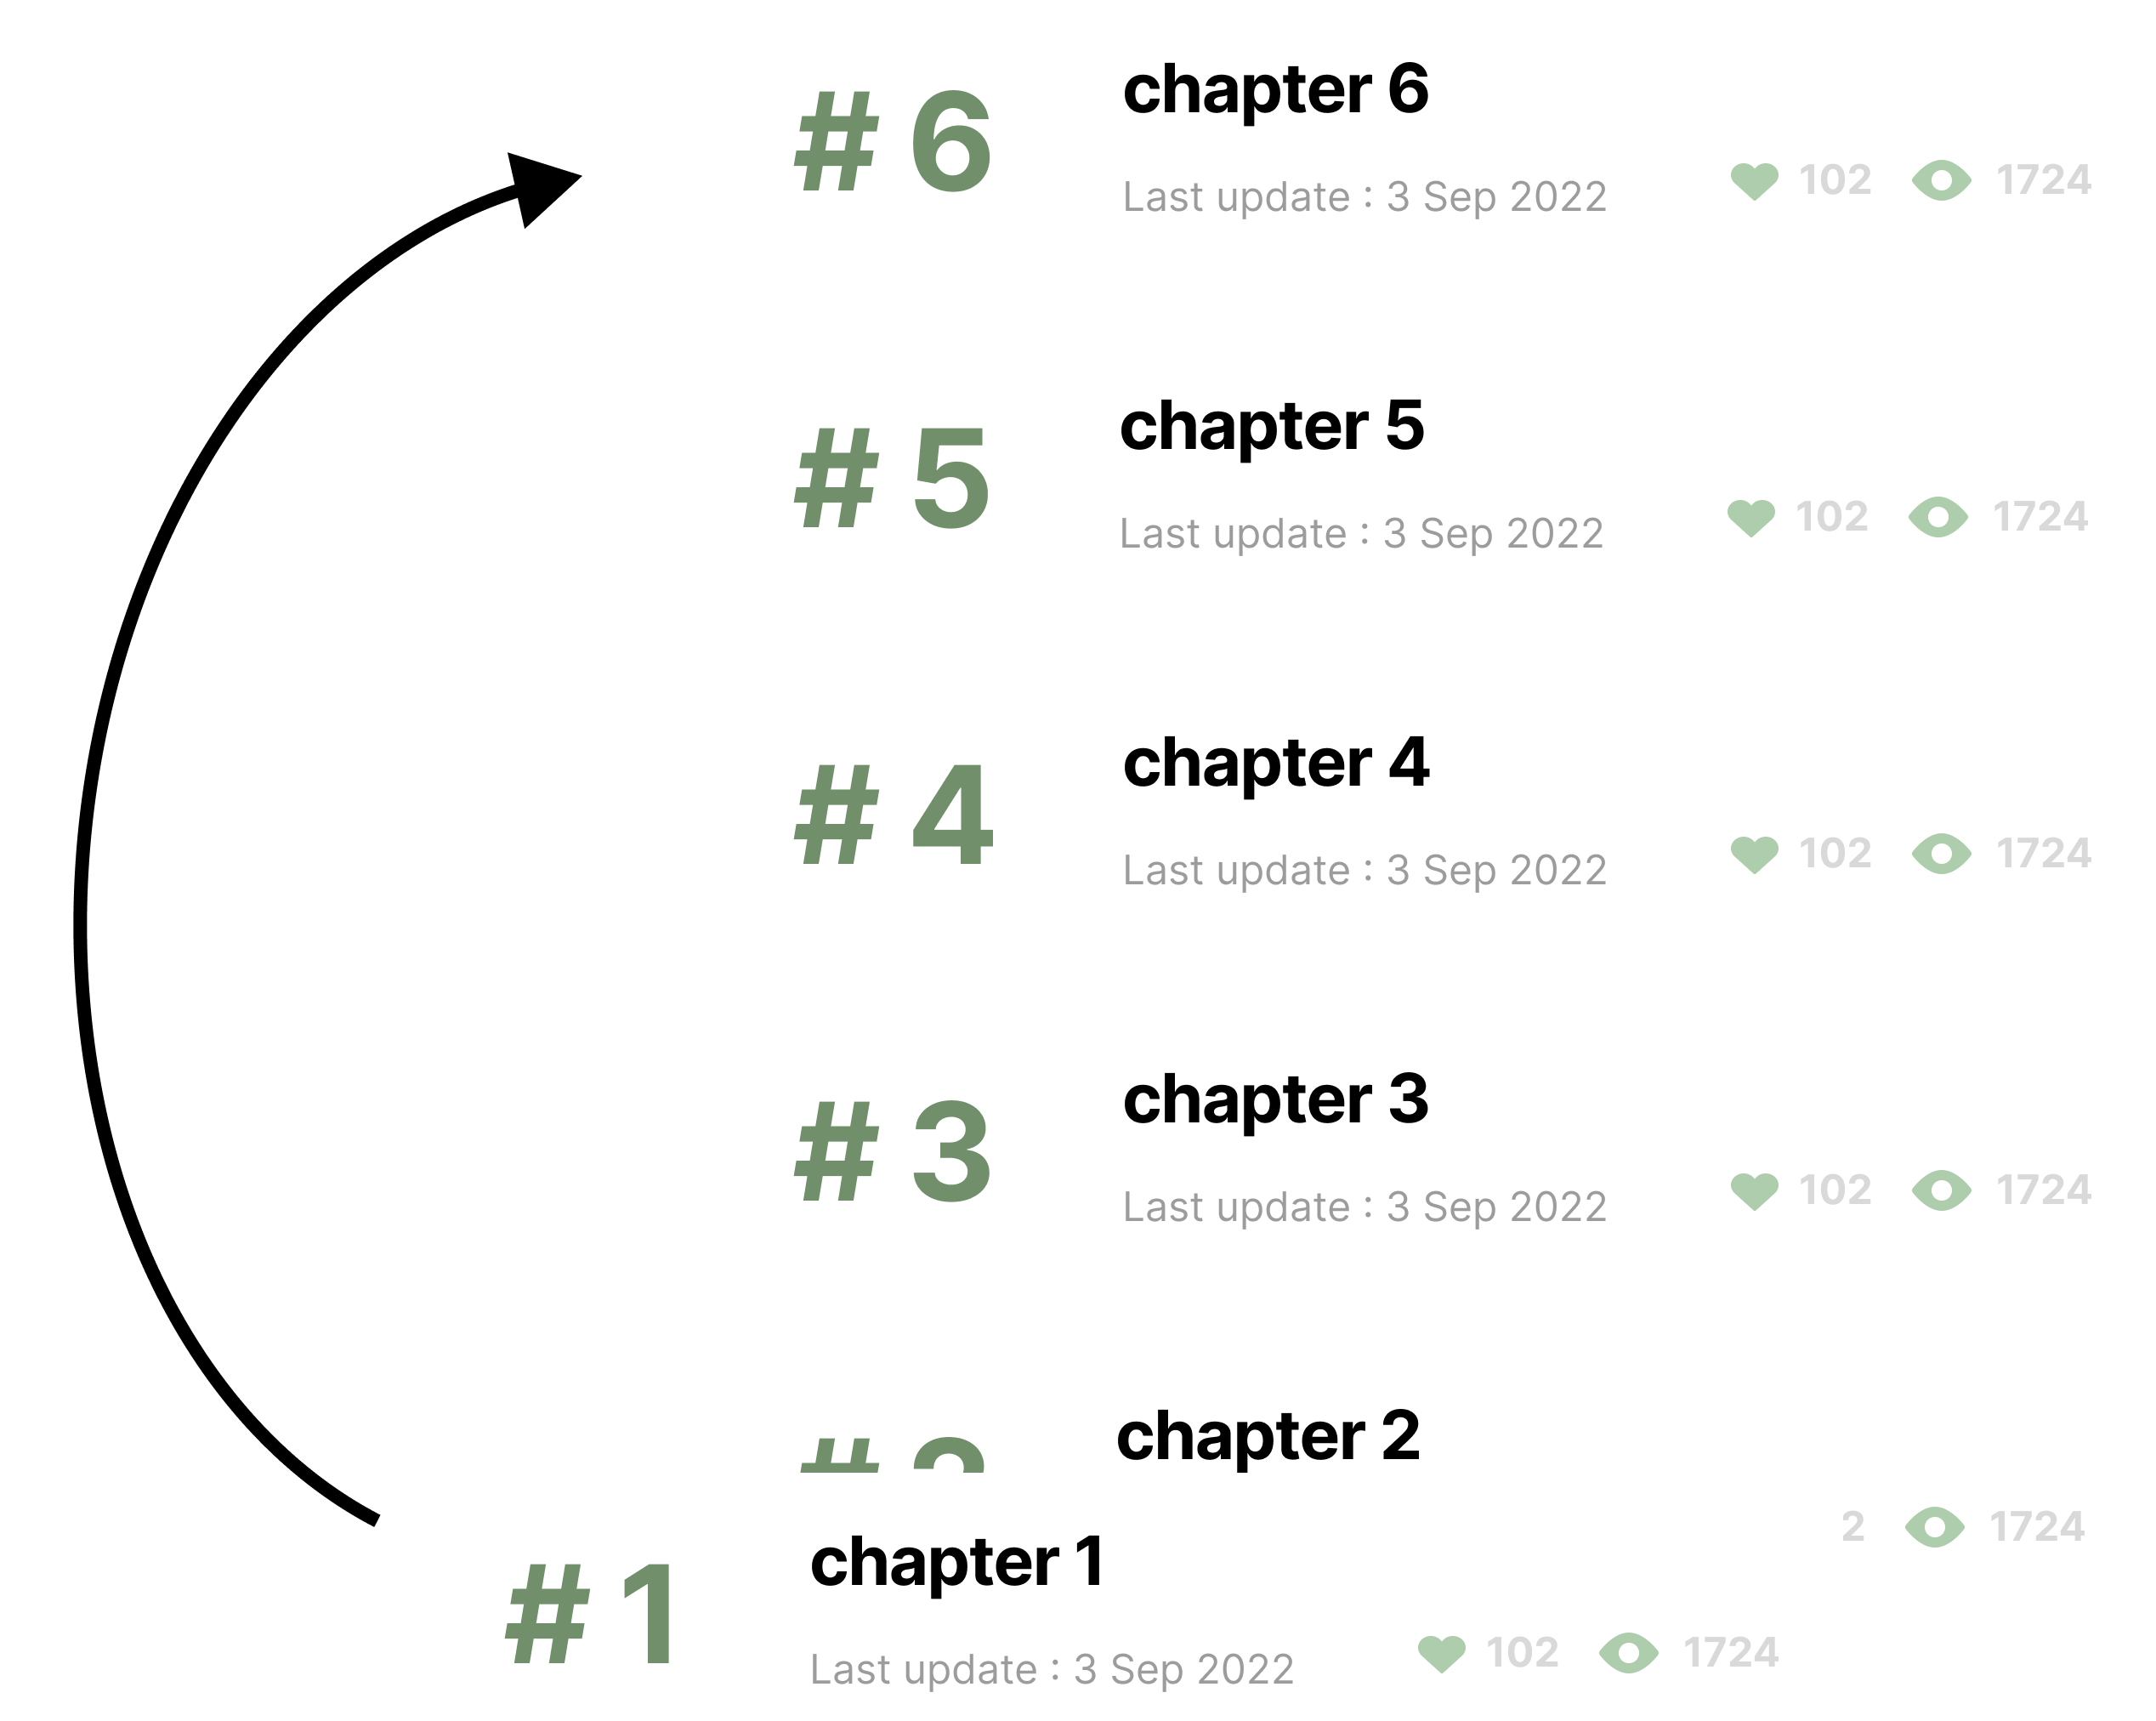 chapter 6
# 6
Last update : 3 Sep 2022 102 1724
chapter 5
# 5
Last update : 3 Sep 2022 102 1724
chapter 4
# 4
Last update : 3 Sep 2022 102 1724
chapter 3
# 3
Last update : 3 Sep 2022 102 1724
chapter 2
#
2 1724
chapter 1
# 1
Last update : 3 Sep 2022 102 1724